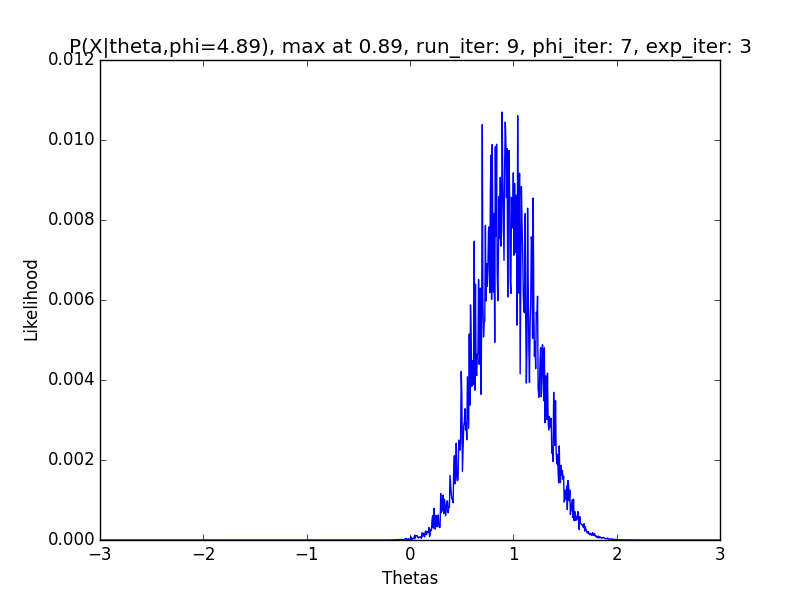 P(X|theta,phi=4.89), max at 0.89, run_iter: 9, phi_iter: 7, exp_iter: 3
0.012
0.010
0.008
0.006
0.004
0.002
0.000
Likelihood
−3 −2 −1 0 1 2 3
Thetas